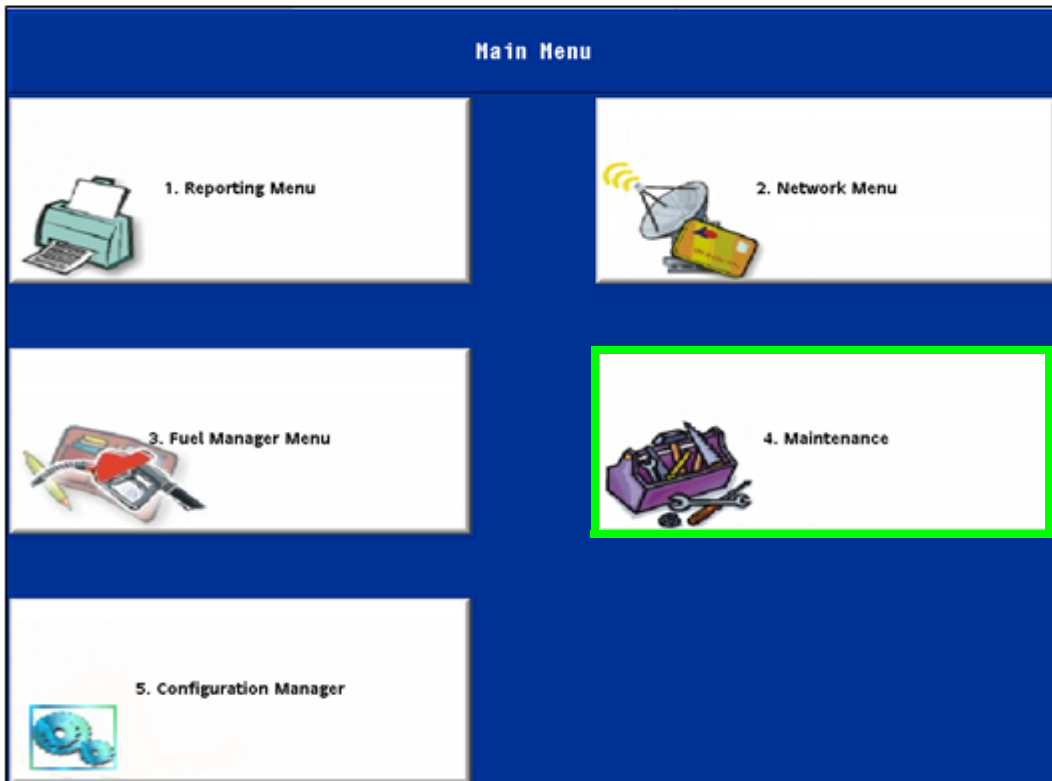 Main Menu
1. Reporting Menu
2. Network Menu
3. Fuel Manager Menu
4. Maintenance
5. Configuration Manager